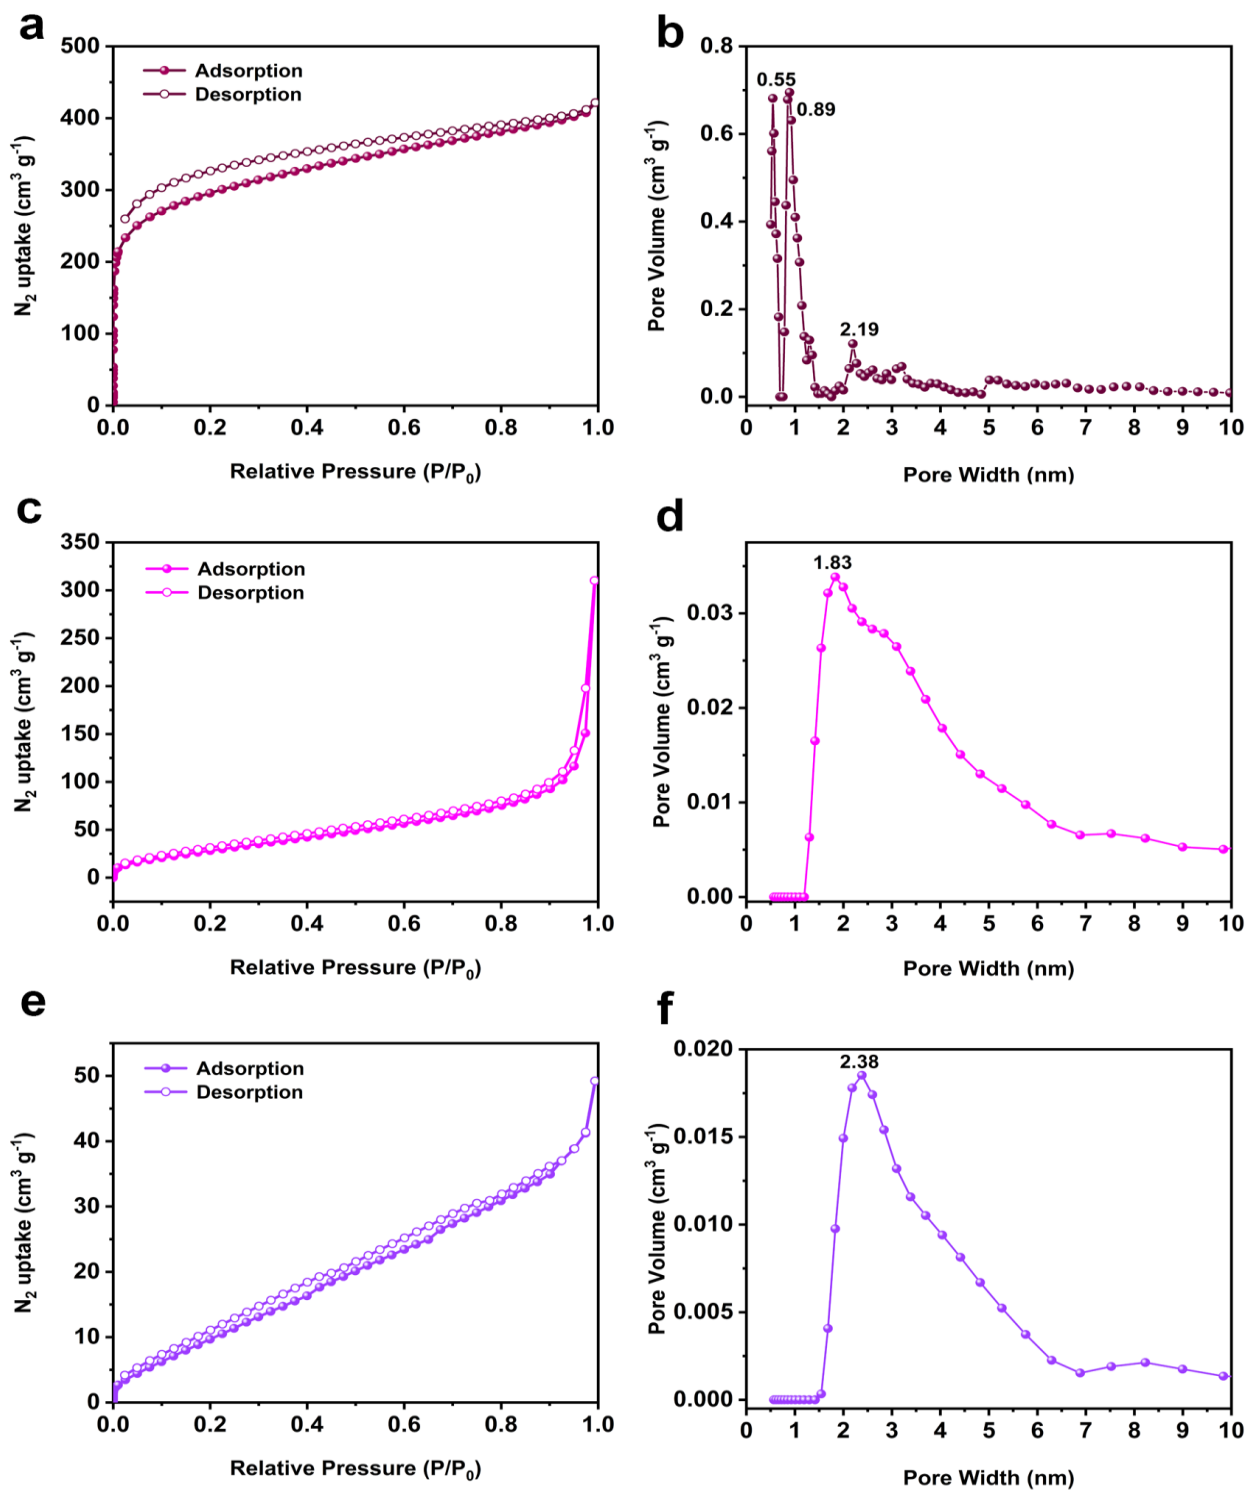 a
500
400
300
200
100
0
0.0 0.2 0.4 0.6 0.8 1.0
N2 uptake (cm3 g-1)
Relative Pressure (P/P0)
Adsorption
Desorption
b
0.8
0.6
0.4
0.2
0.0
0 1 2 3 4 5 6 7 8 9 10
Pore Volume (cm3 g-1)
Pore Width (nm)
0.55
0.89
2.19
c
350
300
250
200
150
100
50
0
0.0 0.2 0.4 0.6 0.8 1.0
N2 uptake (cm3 g-1)
Relative Pressure (P/P0)
Adsorption
Desorption
d
0.03
0.02
0.01
0.00
0 1 2 3 4 5 6 7 8 9 10
Pore Volume (cm3 g-1)
Pore Width (nm)
1.83
e
50
40
30
20
10
0
0.0 0.2 0.4 0.6 0.8 1.0
N2 uptake (cm3 g-1)
Relative Pressure (P/P0)
Adsorption
Desorption
f
0.020
0.015
0.010
0.005
0.000
0 1 2 3 4 5 6 7 8 9 10
Pore Volume (cm3 g-1)
Pore Width (nm)
2.38